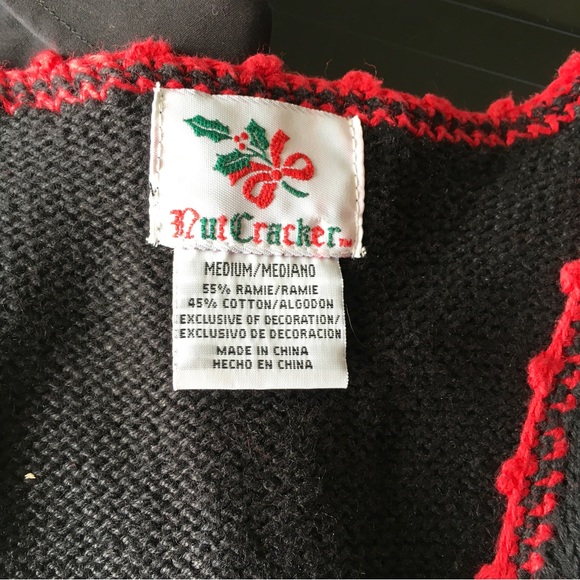 NutCracker™
MEDIUM/MEDIANO
55% RAMIE/RAMIE
45% COTTON/ALGODON
EXCLUSIVE OF DECORATION/
EXCLUSIVO DE DECORACION
MADE IN CHINA
HECHO EN CHINA